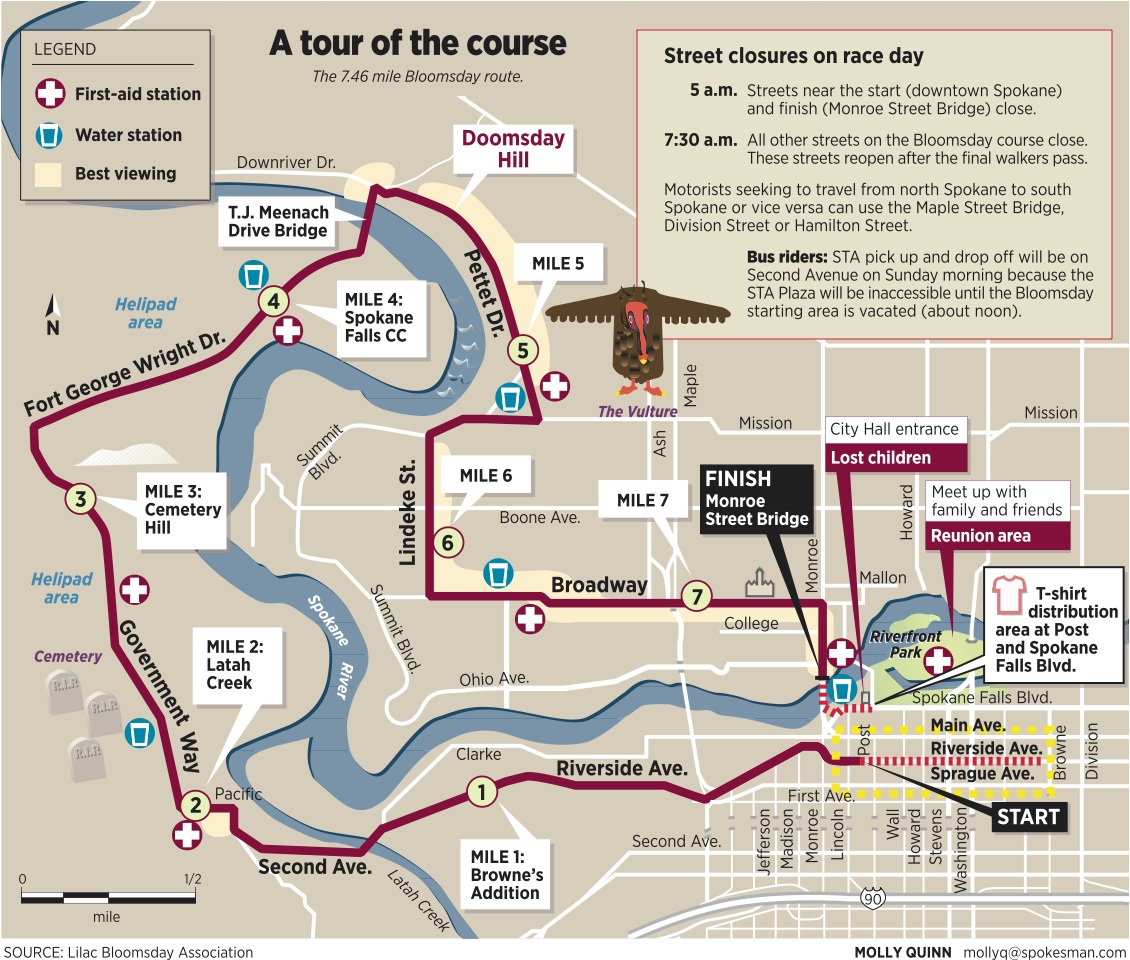 A tour of the course
The 7.46 mile Bloomsday route.
LEGEND
First-aid station
Water station
Best viewing
Street closures on race day
5 a.m. Streets near the start (downtown Spokane)
and finish (Monroe Street Bridge) close.
7:30 a.m. All other streets on the Bloomsday course close.
These streets reopen after the final walkers pass.
Motorists seeking to travel from north Spokane to south
Spokane or vice versa can use the Maple Street Bridge,
Division Street or Hamilton Street.
Bus riders: STA pick up and drop off will be on
Second Avenue on Sunday morning because the
STA Plaza will be inaccessible until the Bloomsday
starting area is vacated (about noon).
Doomsday
Hill
Downriver Dr.
T.J. Meenach
Drive Bridge
MILE 5
Pettet Dr.
N
Helipad
area
4
MILE 4:
Spokane
Falls CC
5
Fort George Wright Dr.
The Vulture
Maple
Ash
Mission
Mission
Summit
Blvd.
City Hall entrance
Lost children
MILE 6
Lindeke St.
FINISH
Monroe
Street Bridge
MILE 7
Howard
Meet up with
family and friends
Reunion area
3
MILE 3:
Cemetery
Hill
Boone Ave.
6
Monroe
Mallon
Helipad
area
Broadway
7
College
T-shirt
distribution
area at Post
and Spokane
Falls Blvd.
Riverfront
Park
Spokane
River
Summit Blvd.
Government Way
Cemetery
R.I.P
R.I.P
R.I.P
MILE 2:
Latah
Creek
Ohio Ave.
Spokane Falls Blvd.
Main Ave.
Riverside Ave.
Sprague Ave.
Post
Browne
Division
Clarke
Riverside Ave.
1
2
Pacific
First Ave.
START
Second Ave.
Second Ave.
MILE 1:
Browne's
Addition
Latah Creek
Jefferson
Madison
Monroe
Lincoln
Wall
Howard
Stevens
Washington
90
0 1/2
mile
SOURCE: Lilac Bloomsday Association
MOLLY QUINN mollyq@spokesman.com